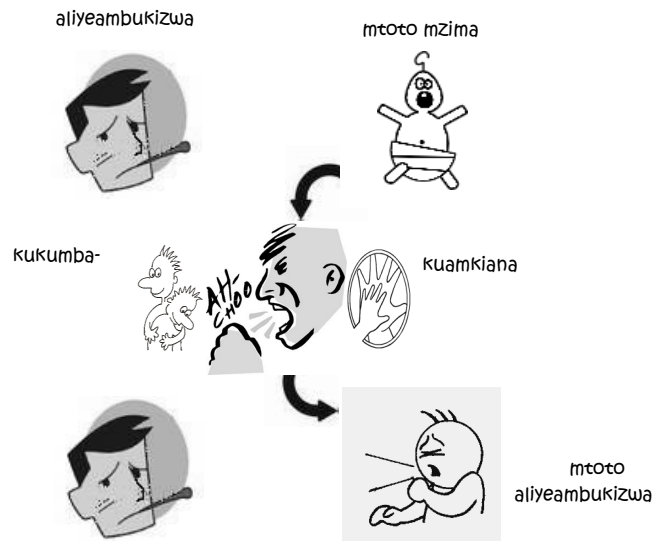 aliyeambukizwa
mtoto mzima
kukumba-
AH-
CHOO
kuamkiana
mtoto
aliyeambukizwa